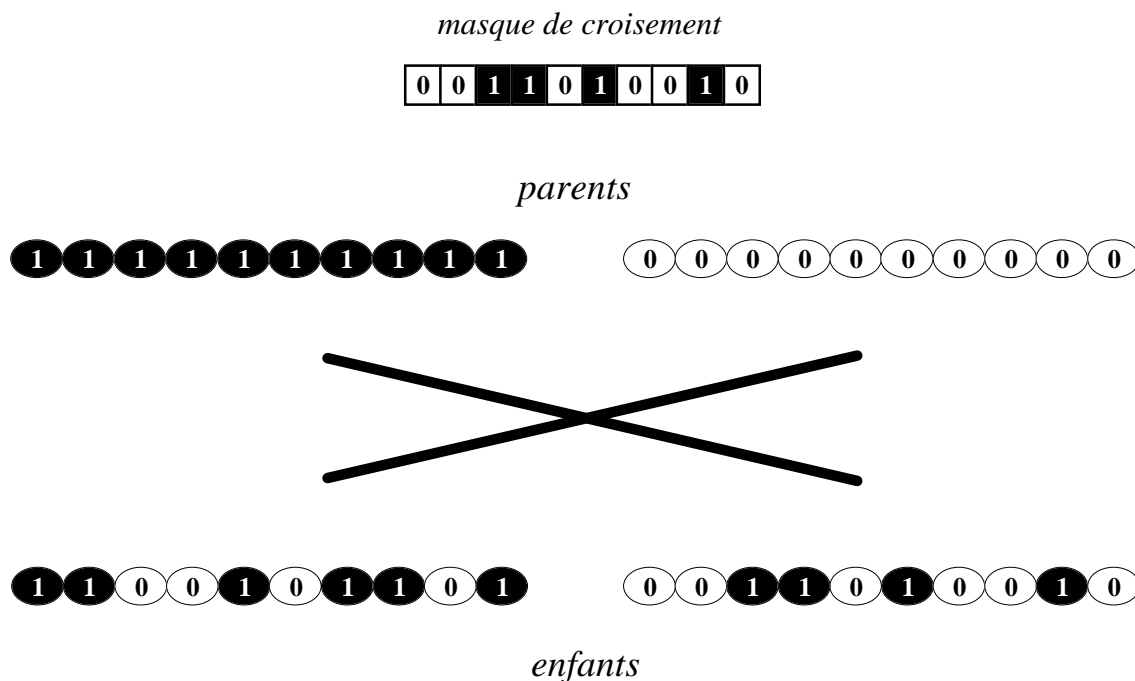 masque de croisement
0 0 1 1 0 1 0 0 1 0
parents
1 1 1 1 1 1 1 1 1 1 0 0 0 0 0 0 0 0 0 0
1 1 0 0 1 0 1 1 0 1 0 0 1 1 0 1 0 0 1 0
enfants